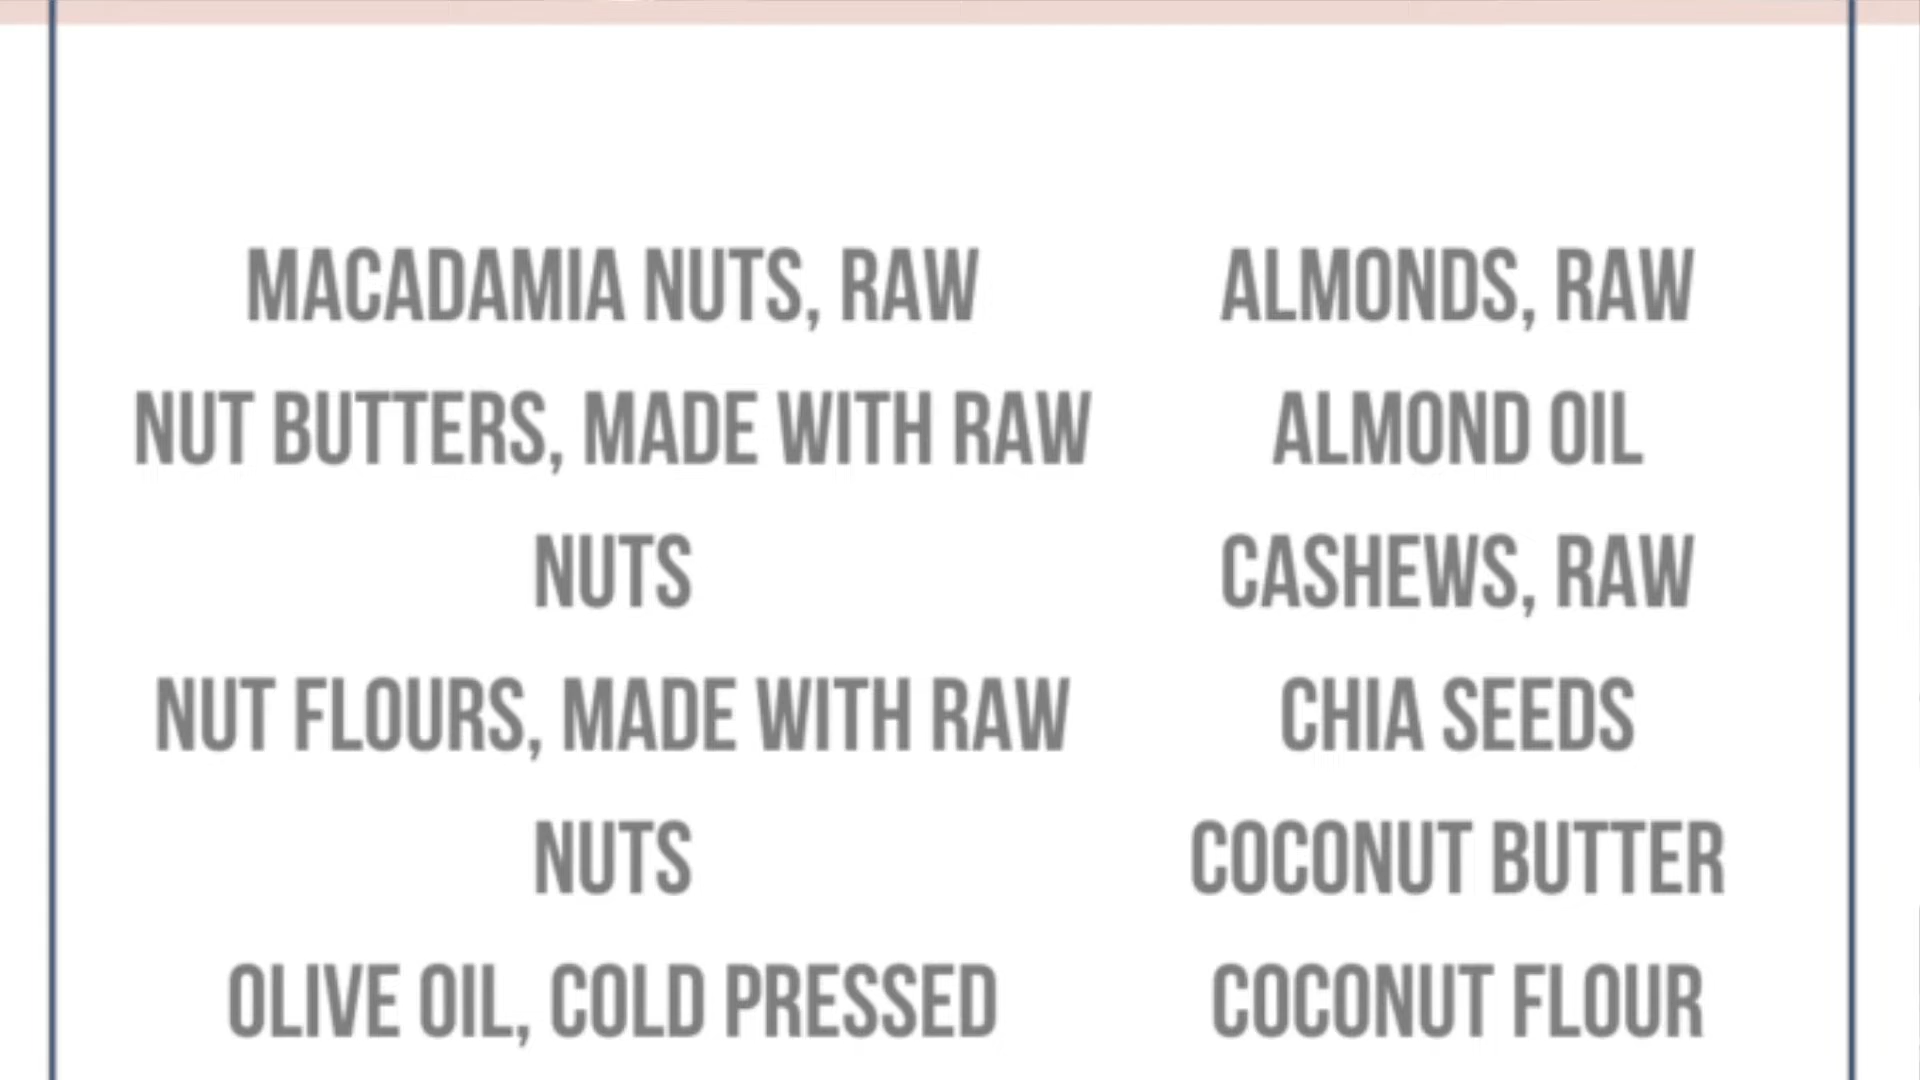 MACADAMIA NUTS, RAW
NUT BUTTERS, MADE WITH RAW
NUTS
NUT FLOURS, MADE WITH RAW
NUTS
OLIVE OIL, COLD PRESSED
ALMONDS, RAW
ALMOND OIL
CASHEWS, RAW
CHIA SEEDS
COCONUT BUTTER
COCONUT FLOUR